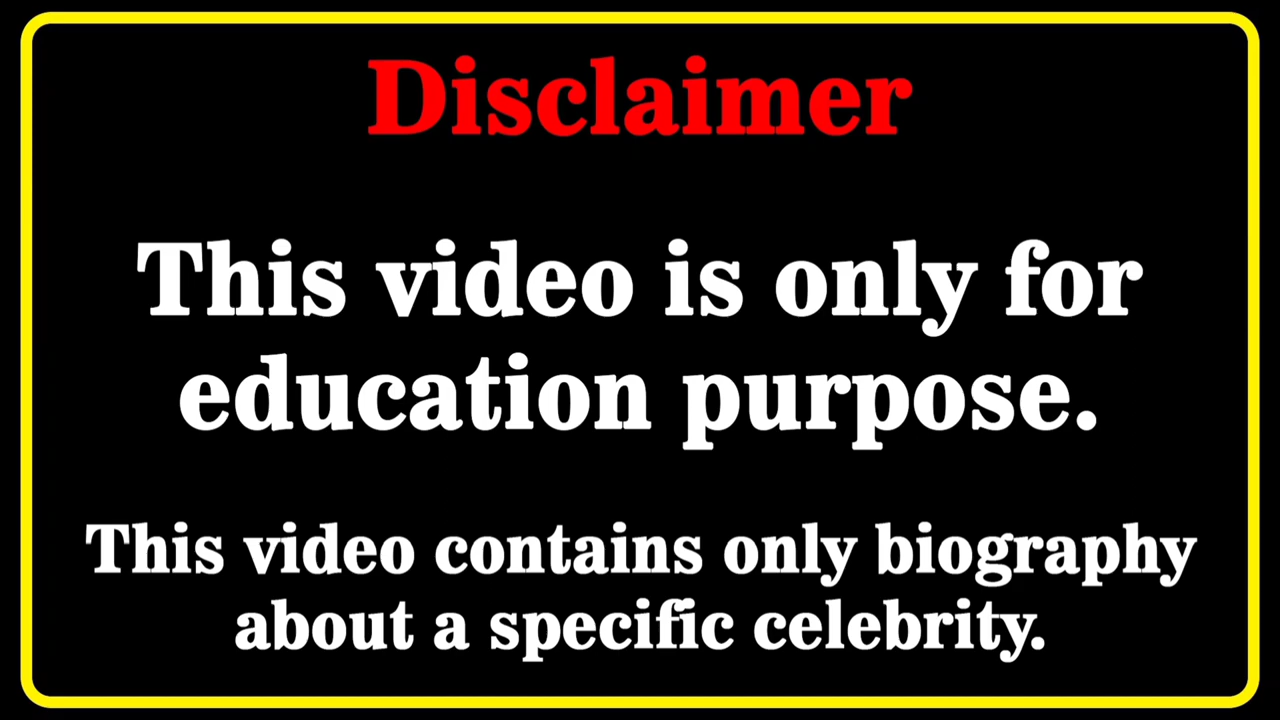 Disclaimer
This video is only for
education purpose.
This video contains only biography
about a specific celebrity.